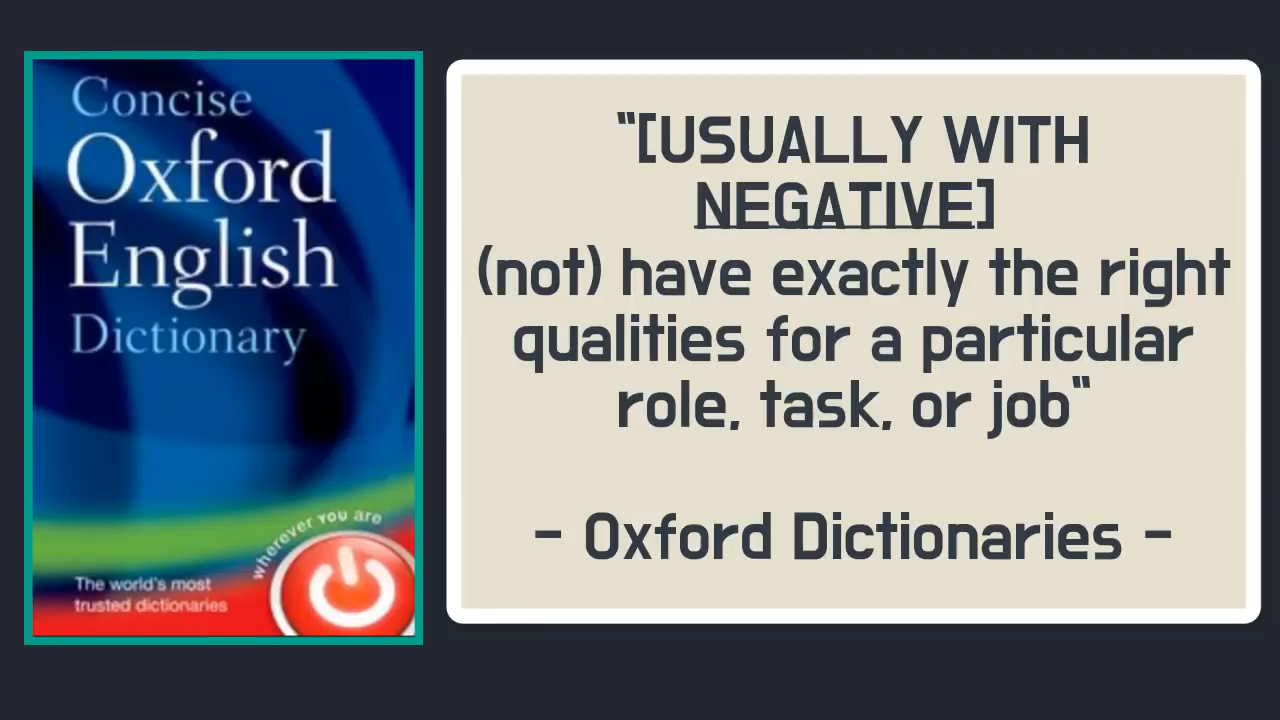 Concise
Oxford
English
Dictionary
wherever YOU are
The world's most
trusted dictionaries
"[USUALLY WITH
NEGATIVE]
(not) have exactly the right
qualities for a particular
role, task, or job"
- Oxford Dictionaries -